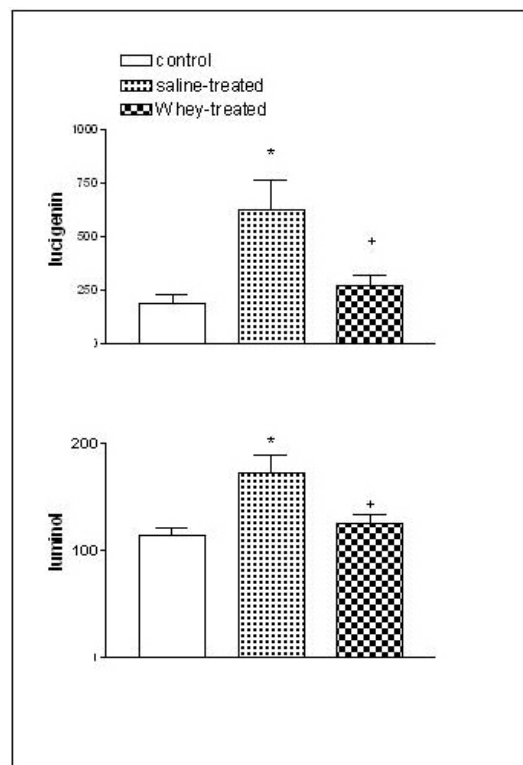 control
saline-treated
Whey-treated
1000
*
750
lucigenin
500
+
250
200
*
luminol
+
100